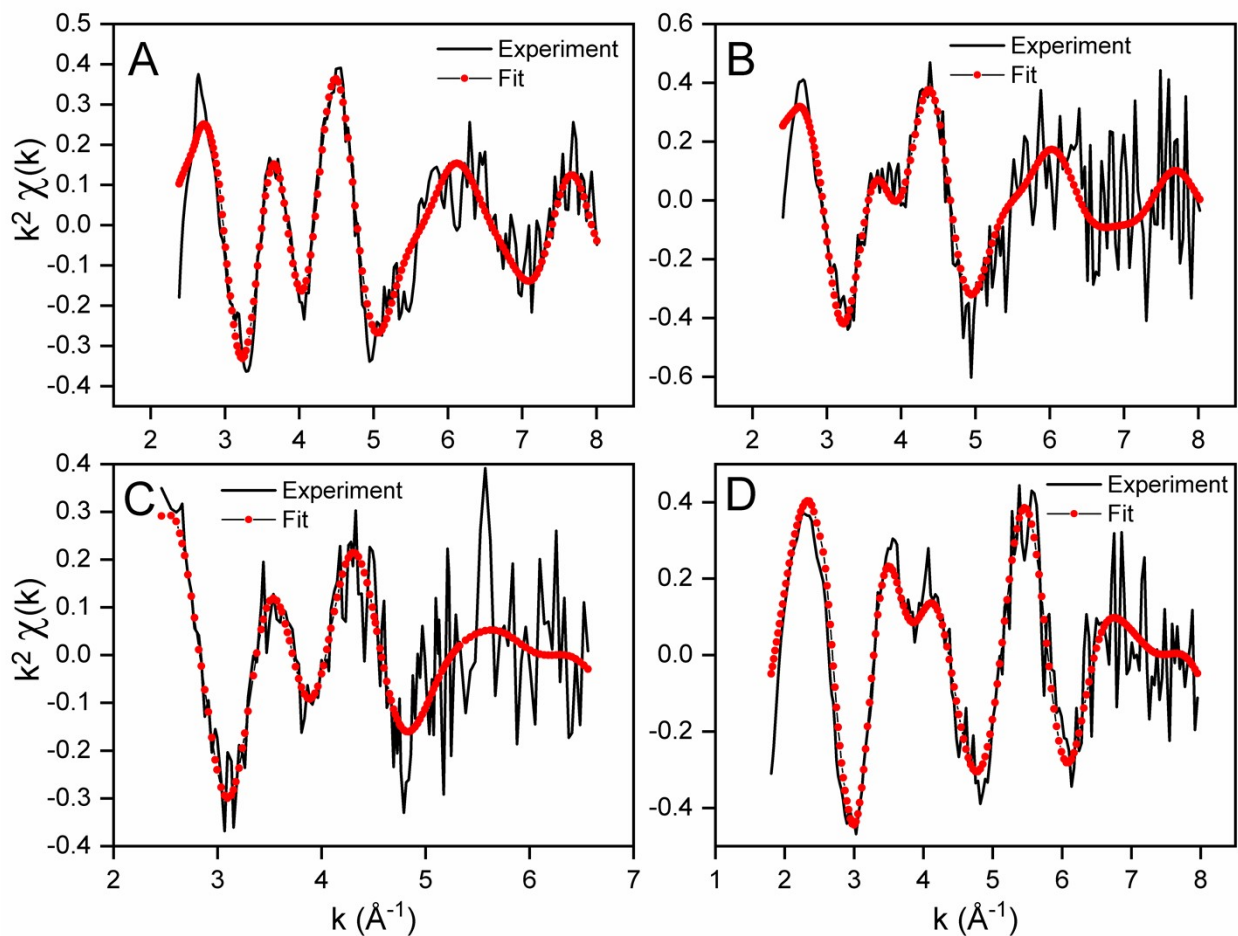 A
Experiment
Fit
0.5
0.4
0.3
0.2
0.1
0.0
-0.1
-0.2
-0.3
-0.4
k² χ(k)
2 3 4 5 6 7 8
B
Experiment
Fit
0.6
0.4
0.2
0.0
-0.2
-0.4
-0.6
2 3 4 5 6 7 8
C
Experiment
Fit
0.4
0.3
0.2
0.1
0.0
-0.1
-0.2
-0.3
-0.4
k² χ(k)
2 3 4 5 6 7
k (Å⁻¹)
D
Experiment
Fit
0.4
0.2
0.0
-0.2
-0.4
1 2 3 4 5 6 7 8
k (Å⁻¹)